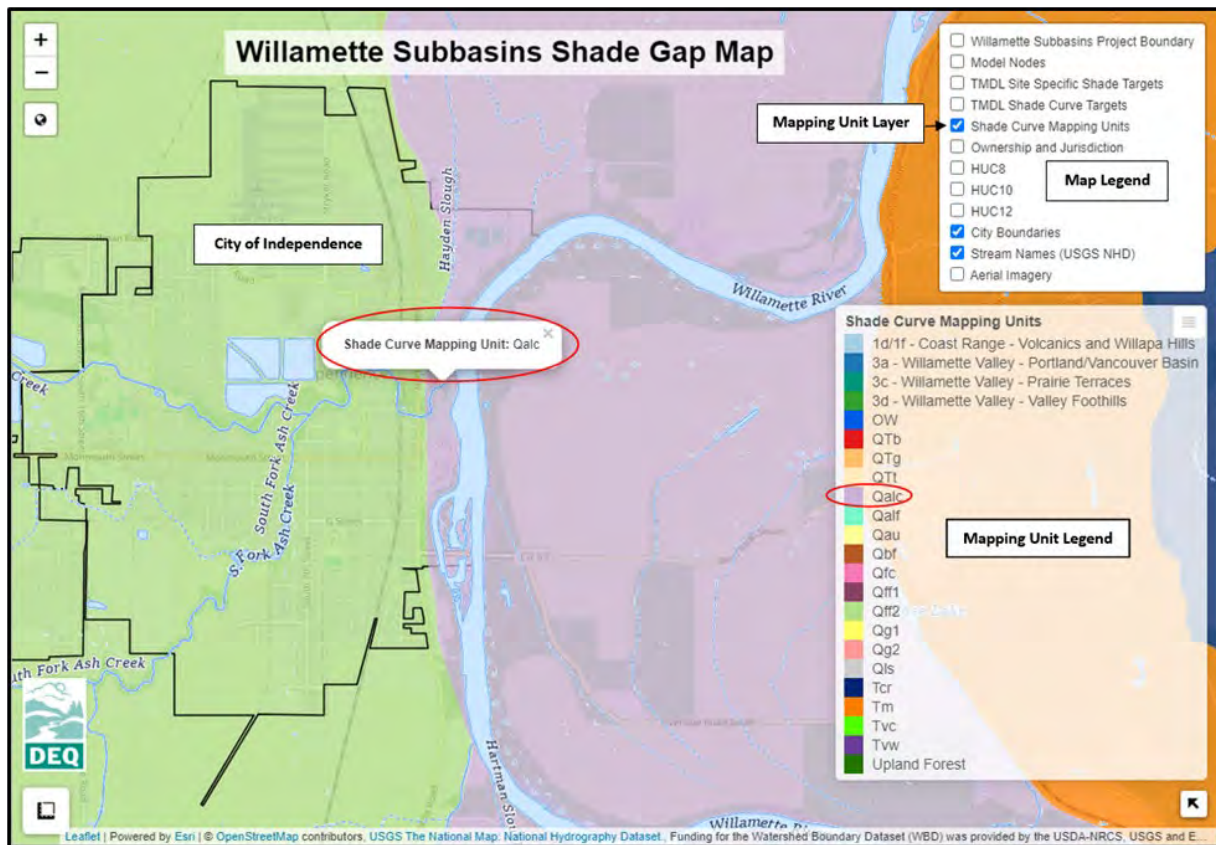 Willamette Subbasins Shade Gap Map
+
−
Willamette Subbasins Project Boundary
Model Nodes
TMDL Site Specific Shade Targets
TMDL Shade Curve Targets
Shade Curve Mapping Units
Ownership and Jurisdiction
HUC8
HUC10
HUC12
City Boundaries
Stream Names (USGS NHD)
Aerial Imagery
Mapping Unit Layer
Map Legend
City of Independence
Hayden Slough
Willamette River
Shade Curve Mapping Unit: Qalc
×
Creek
South Fork Ash Creek
S. Fork Ash Creek
Monmouth Street
G Street
uth Fork Ash Creek
Hartman Slou
Willamette Ri
Shade Curve Mapping Units
1d/1f - Coast Range - Volcanics and Willapa Hills
3a - Willamette Valley - Portland/Vancouver Basin
3c - Willamette Valley - Prairie Terraces
3d - Willamette Valley - Valley Foothills
OW
QTb
QTg
QTt
Qalc
Qalf
Qau
Qbf
Qfc
Qff1
Qff2
Qg1
Qg2
Qls
Tcr
Tm
Tvc
Tvw
Upland Forest
Mapping Unit Legend
DEQ
Leaflet | Powered by Esri | © OpenStreetMap contributors, USGS The National Map: National Hydrography Dataset., Funding for the Watershed Boundary Dataset (WBD) was provided by the USDA-NRCS, USGS and E...